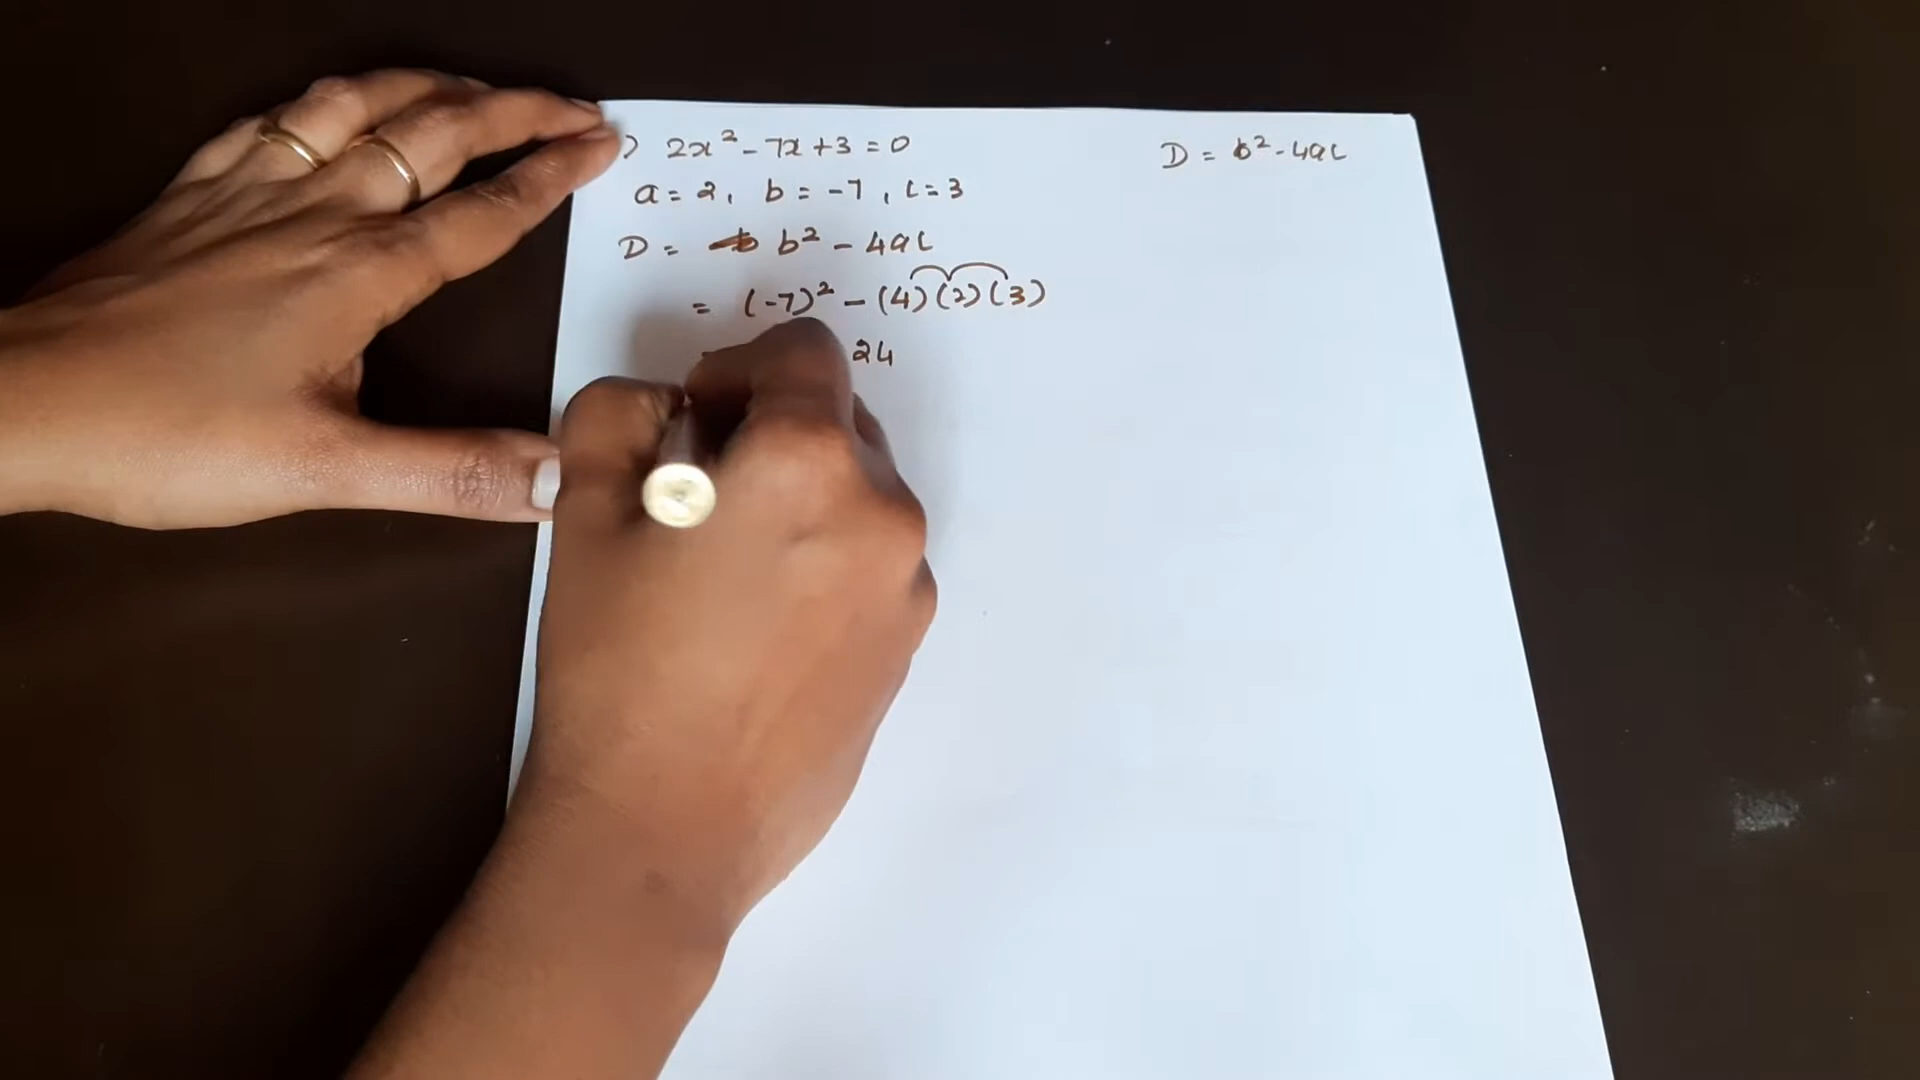 ) 2x² - 7x + 3 = 0
D = b² - 4ac
a = 2, b = -7, c = 3
D = b² - 4ac
= (-7)² - (4)(2)(3)
24